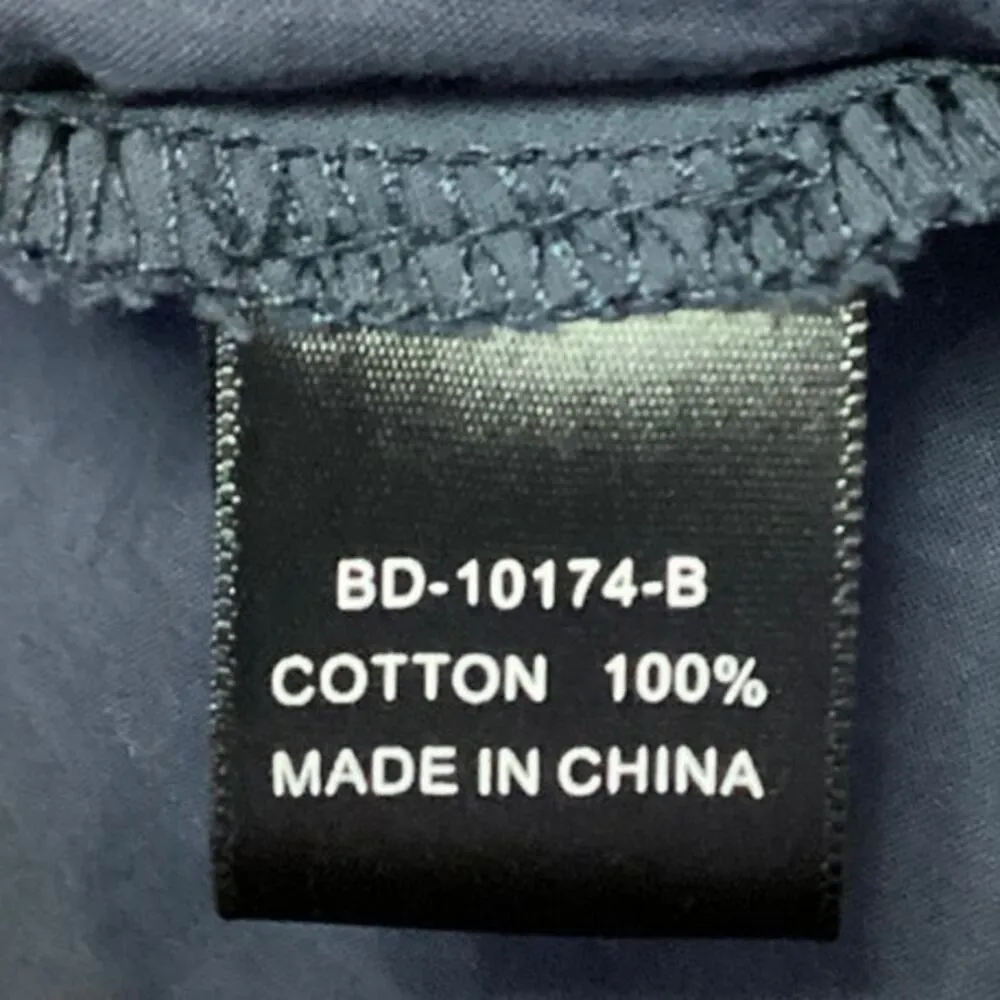 BD-10174-B
COTTON 100%
MADE IN CHINA